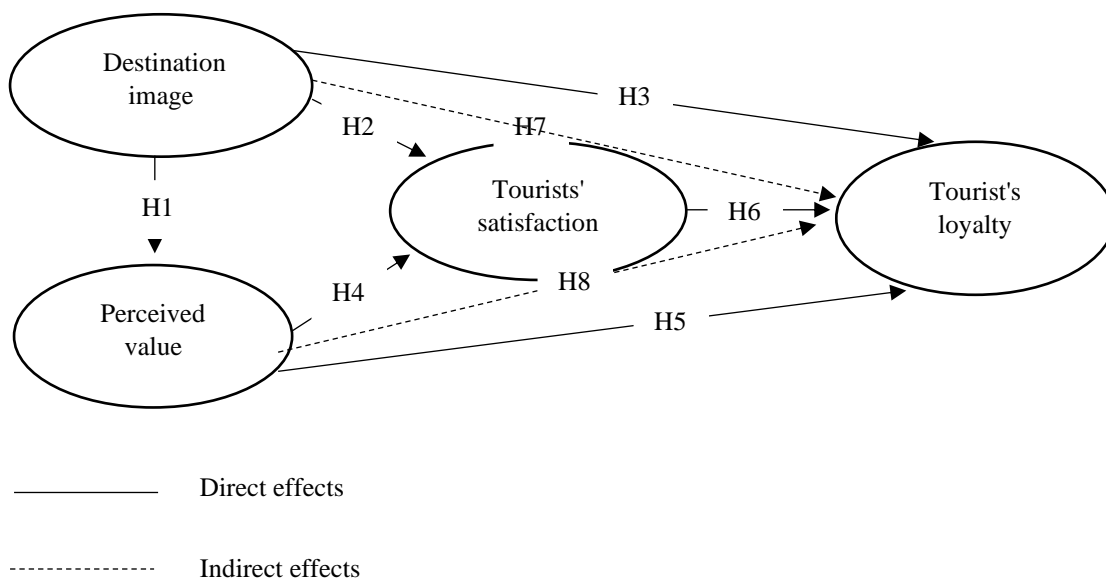 Destination
image
H3
H2
H7
Tourists'
satisfaction
Tourist's
loyalty
H1
H6
H4
H8
Perceived
value
H5
Direct effects
Indirect effects